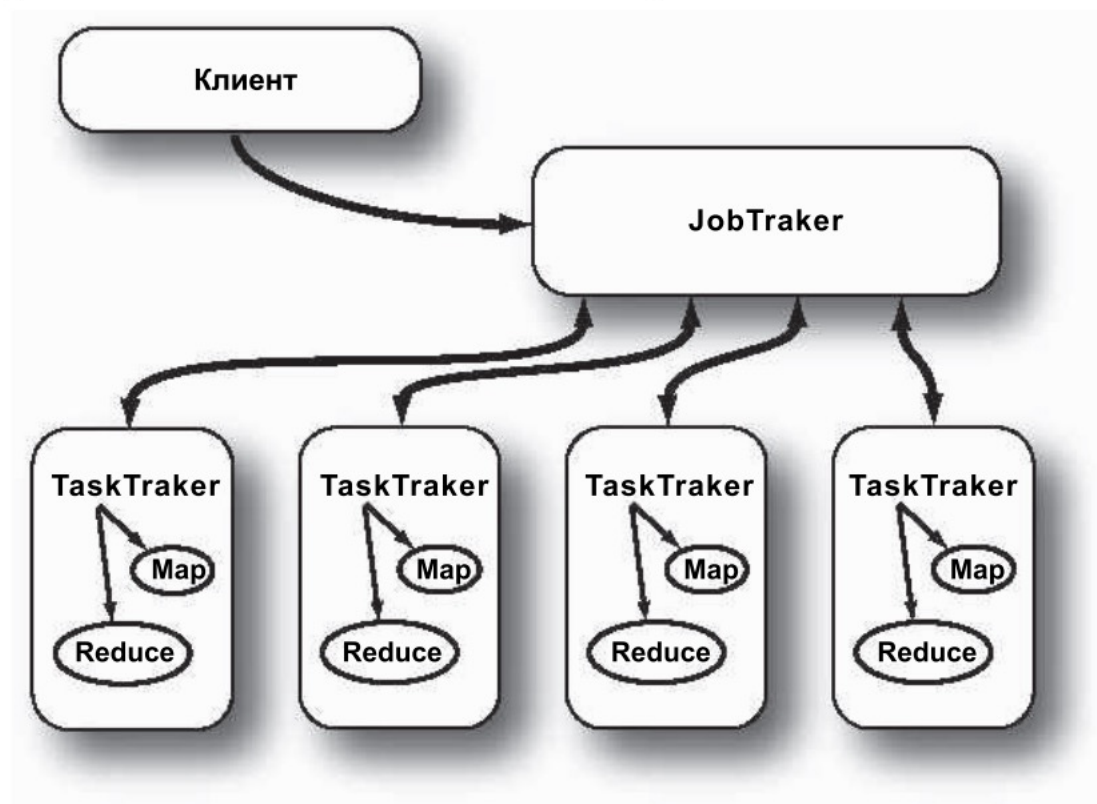 Клиент
JobTraker
TaskTraker
Map
Reduce
TaskTraker
Map
Reduce
TaskTraker
Map
Reduce
TaskTraker
Map
Reduce